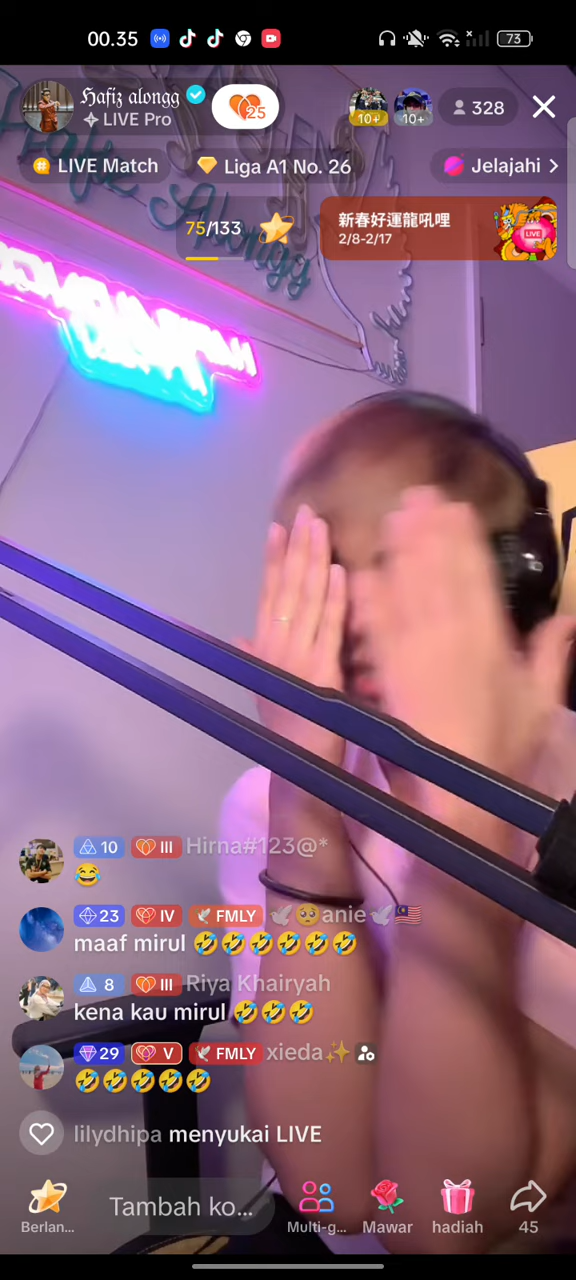 00.35
73
Hafiz alongg
LIVE Pro
25
10+
10+
328
LIVE Match
Liga A1 No. 26
Jelajahi
75/133
新春好運龍吼哩
2/8-2/17
LIVE
10 III Hirna#123@*
😂
23 IV FMLY 🕊🥺anie🕊🇲🇾
maaf mirul 🤣🤣🤣🤣🤣🤣
8 III Riya Khairyah
kena kau mirul 🤣🤣🤣
29 V FMLY xieda✨
🤣🤣🤣🤣🤣
lilydhipa menyukai LIVE
Tambah ko...
Berlan...
Multi-g...
Mawar
hadiah
45